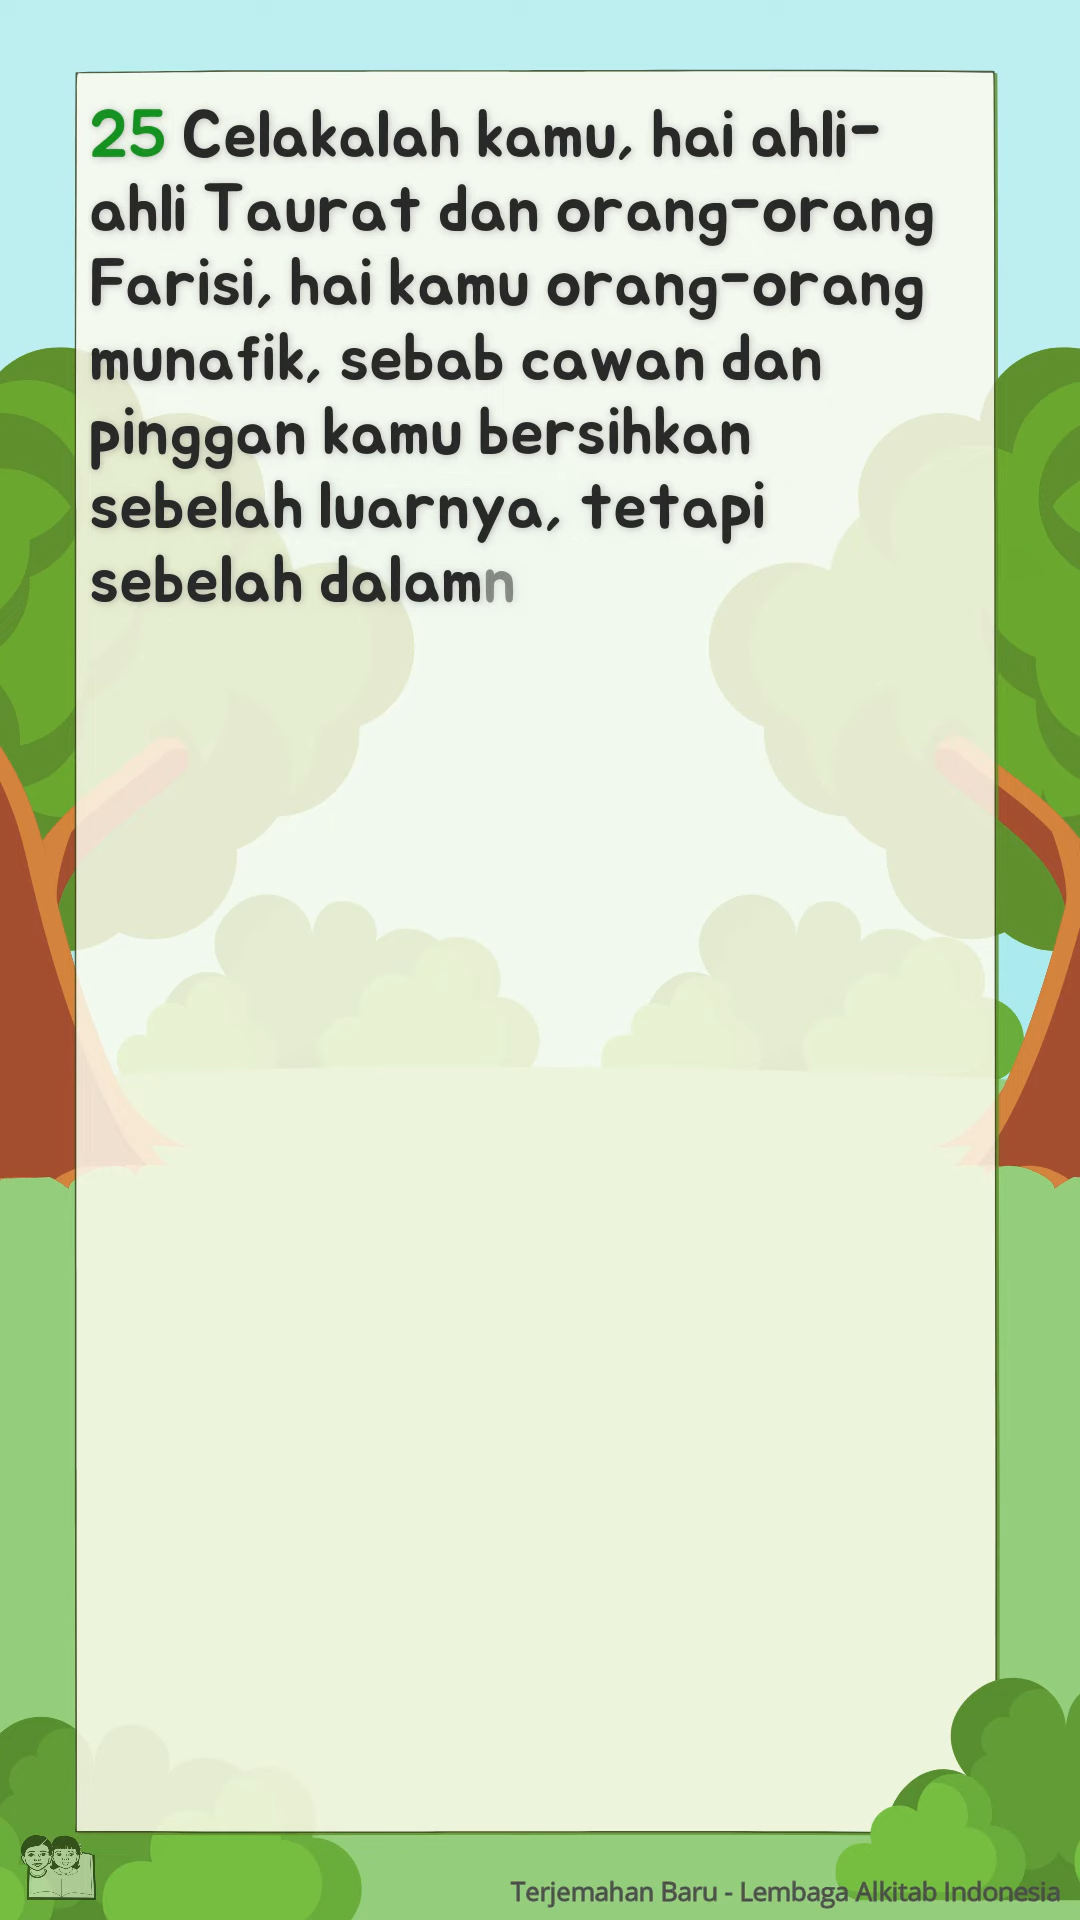 25 Celakalah kamu, hai ahli-
ahli Taurat dan orang-orang
Farisi, hai kamu orang-orang
munafik, sebab cawan dan
pinggan kamu bersihkan
sebelah luarnya, tetapi
sebelah dalamn
Terjemahan Baru - Lembaga Alkitab Indonesia